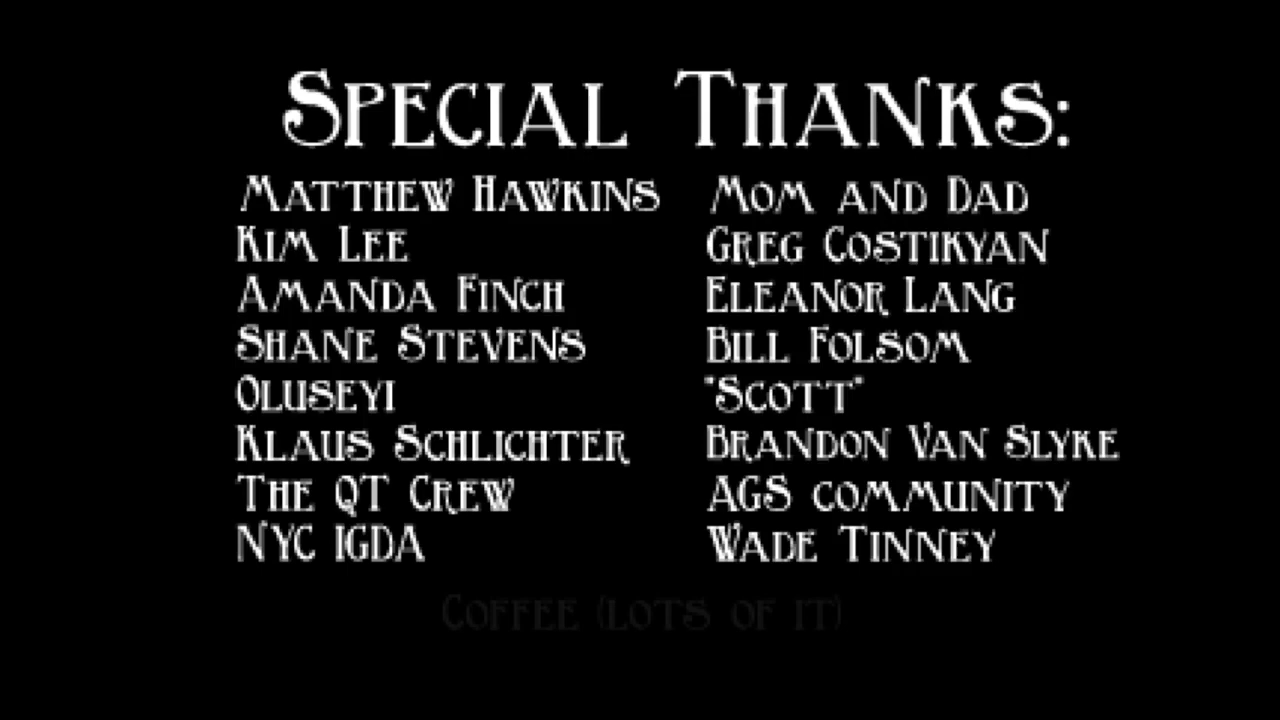 Special Thanks:
Matthew Hawkins
Kim Lee
Amanda Finch
Shane Stevens
Oluseyi
Klaus Schlichter
The QT Crew
NYC IGDA
Mom and Dad
Greg Costikyan
Eleanor Lang
Bill Folsom
"Scott"
Brandon Van Slyke
AGS community
Wade Tinney
Coffee (lots of it)